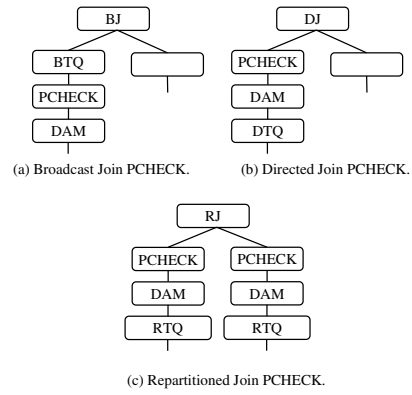 BJ
BTQ
PCHECK
DAM
(a) Broadcast Join PCHECK.
DJ
PCHECK
DAM
DTQ
(b) Directed Join PCHECK.
RJ
PCHECK PCHECK
DAM DAM
RTQ RTQ
(c) Repartitioned Join PCHECK.